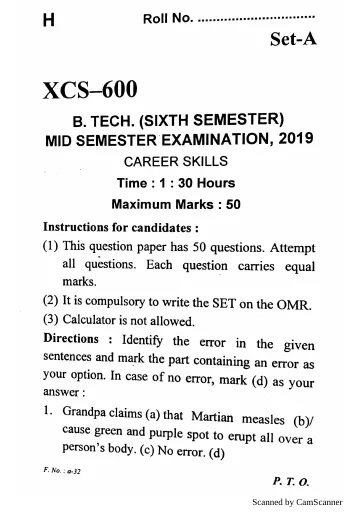 H Roll No. ................................
Set-A
XCS–600
B. TECH. (SIXTH SEMESTER)
MID SEMESTER EXAMINATION, 2019
CAREER SKILLS
Time : 1 : 30 Hours
Maximum Marks : 50
Instructions for candidates :
(1) This question paper has 50 questions. Attempt
all questions. Each question carries equal
marks.
(2) It is compulsory to write the SET on the OMR.
(3) Calculator is not allowed.
Directions : Identify the error in the given
sentences and mark the part containing an error as
your option. In case of no error, mark (d) as your
answer :
1. Grandpa claims (a) that Martian measles (b)/
cause green and purple spot to erupt all over a
person's body. (c) No error. (d)
F. No. : a-32
P. T. O.
Scanned by CamScanner